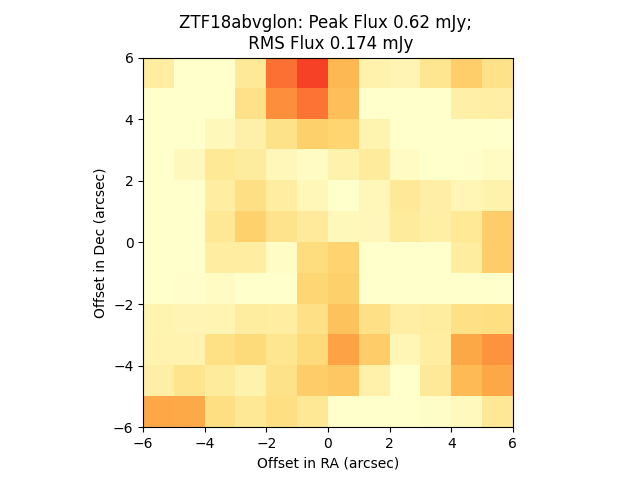 ZTF18abvglon: Peak Flux 0.62 mJy;
RMS Flux 0.174 mJy
6
4
2
0
−2
−4
−6
Offset in Dec (arcsec)
−6 −4 −2 0 2 4 6
Offset in RA (arcsec)